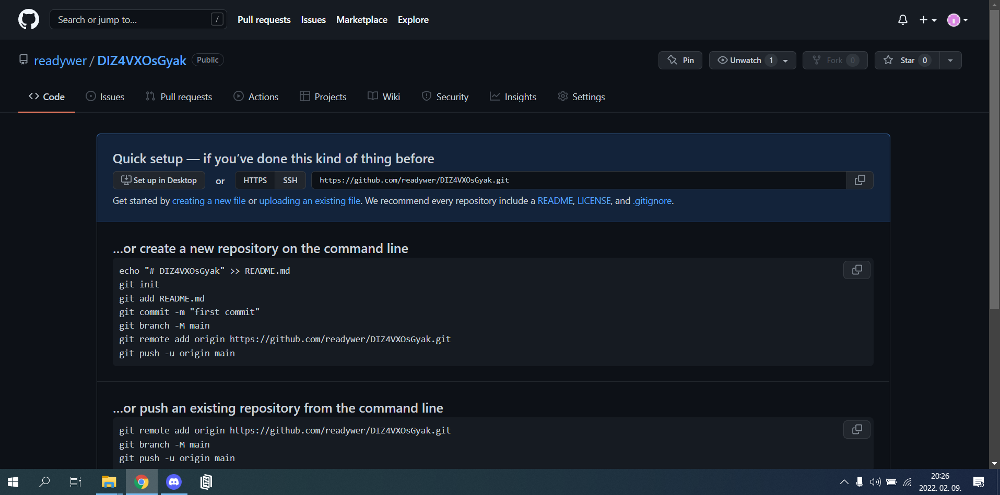 Search or jump to...
/
Pull requests
Issues
Marketplace
Explore
readywer / DIZ4VXOsGyak
Public
Pin
Unwatch 1
Fork 0
Star 0
Code
Issues
Pull requests
Actions
Projects
Wiki
Security
Insights
Settings
Quick setup — if you’ve done this kind of thing before
Set up in Desktop
or
HTTPS
SSH
https://github.com/readywer/DIZ4VXOsGyak.git
Get started by creating a new file or uploading an existing file. We recommend every repository include a README, LICENSE, and .gitignore.
…or create a new repository on the command line
echo "# DIZ4VXOsGyak" >> README.md
git init
git add README.md
git commit -m "first commit"
git branch -M main
git remote add origin https://github.com/readywer/DIZ4VXOsGyak.git
git push -u origin main
…or push an existing repository from the command line
git remote add origin https://github.com/readywer/DIZ4VXOsGyak.git
git branch -M main
git push -u origin main
20:26
2022. 02. 09.